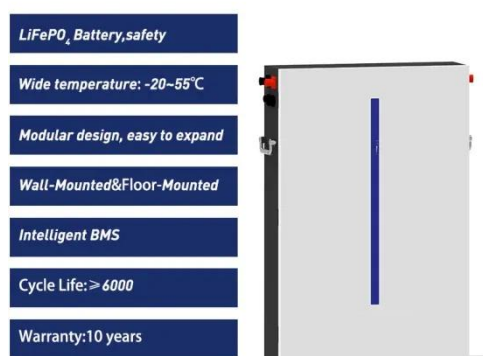 LiFePO₄ Battery,safety
Wide temperature: -20~55℃
Modular design, easy to expand
Wall-Mounted&Floor-Mounted
Intelligent BMS
Cycle Life:≥6000
Warranty:10 years